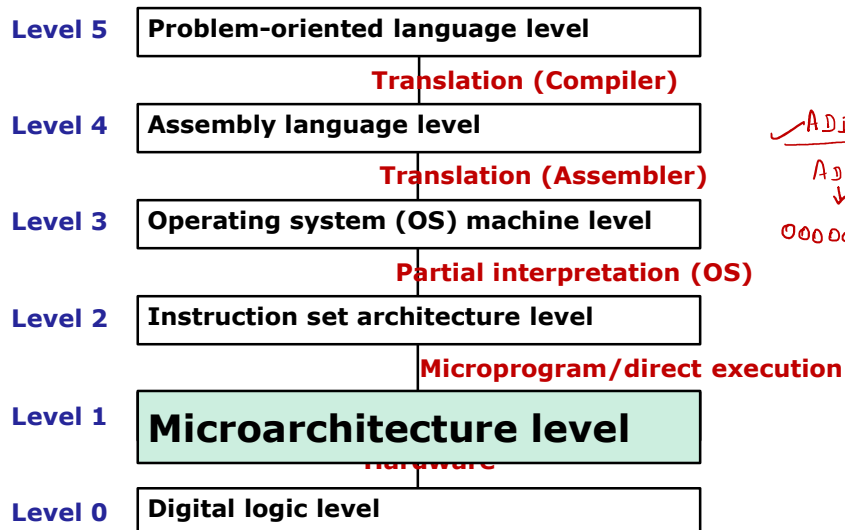 Level 5 Problem-oriented language level
Translation (Compiler)
Level 4 Assembly language level
Translation (Assembler)
Level 3 Operating system (OS) machine level
Partial interpretation (OS)
Level 2 Instruction set architecture level
Microprogram/direct execution
Level 1 Microarchitecture level
Hardware
Level 0 Digital logic level